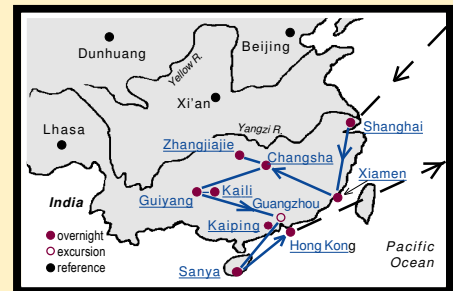 Beijing
Dunhuang
Yellow R.
Xi'an
Yangzi R.
Shanghai
Lhasa
Zhangjiajie
Changsha
Xiamen
India
Guiyang
Kaili
Guangzhou
Kaiping
overnight
excursion
reference
Hong Kong
Pacific
Ocean
Sanya